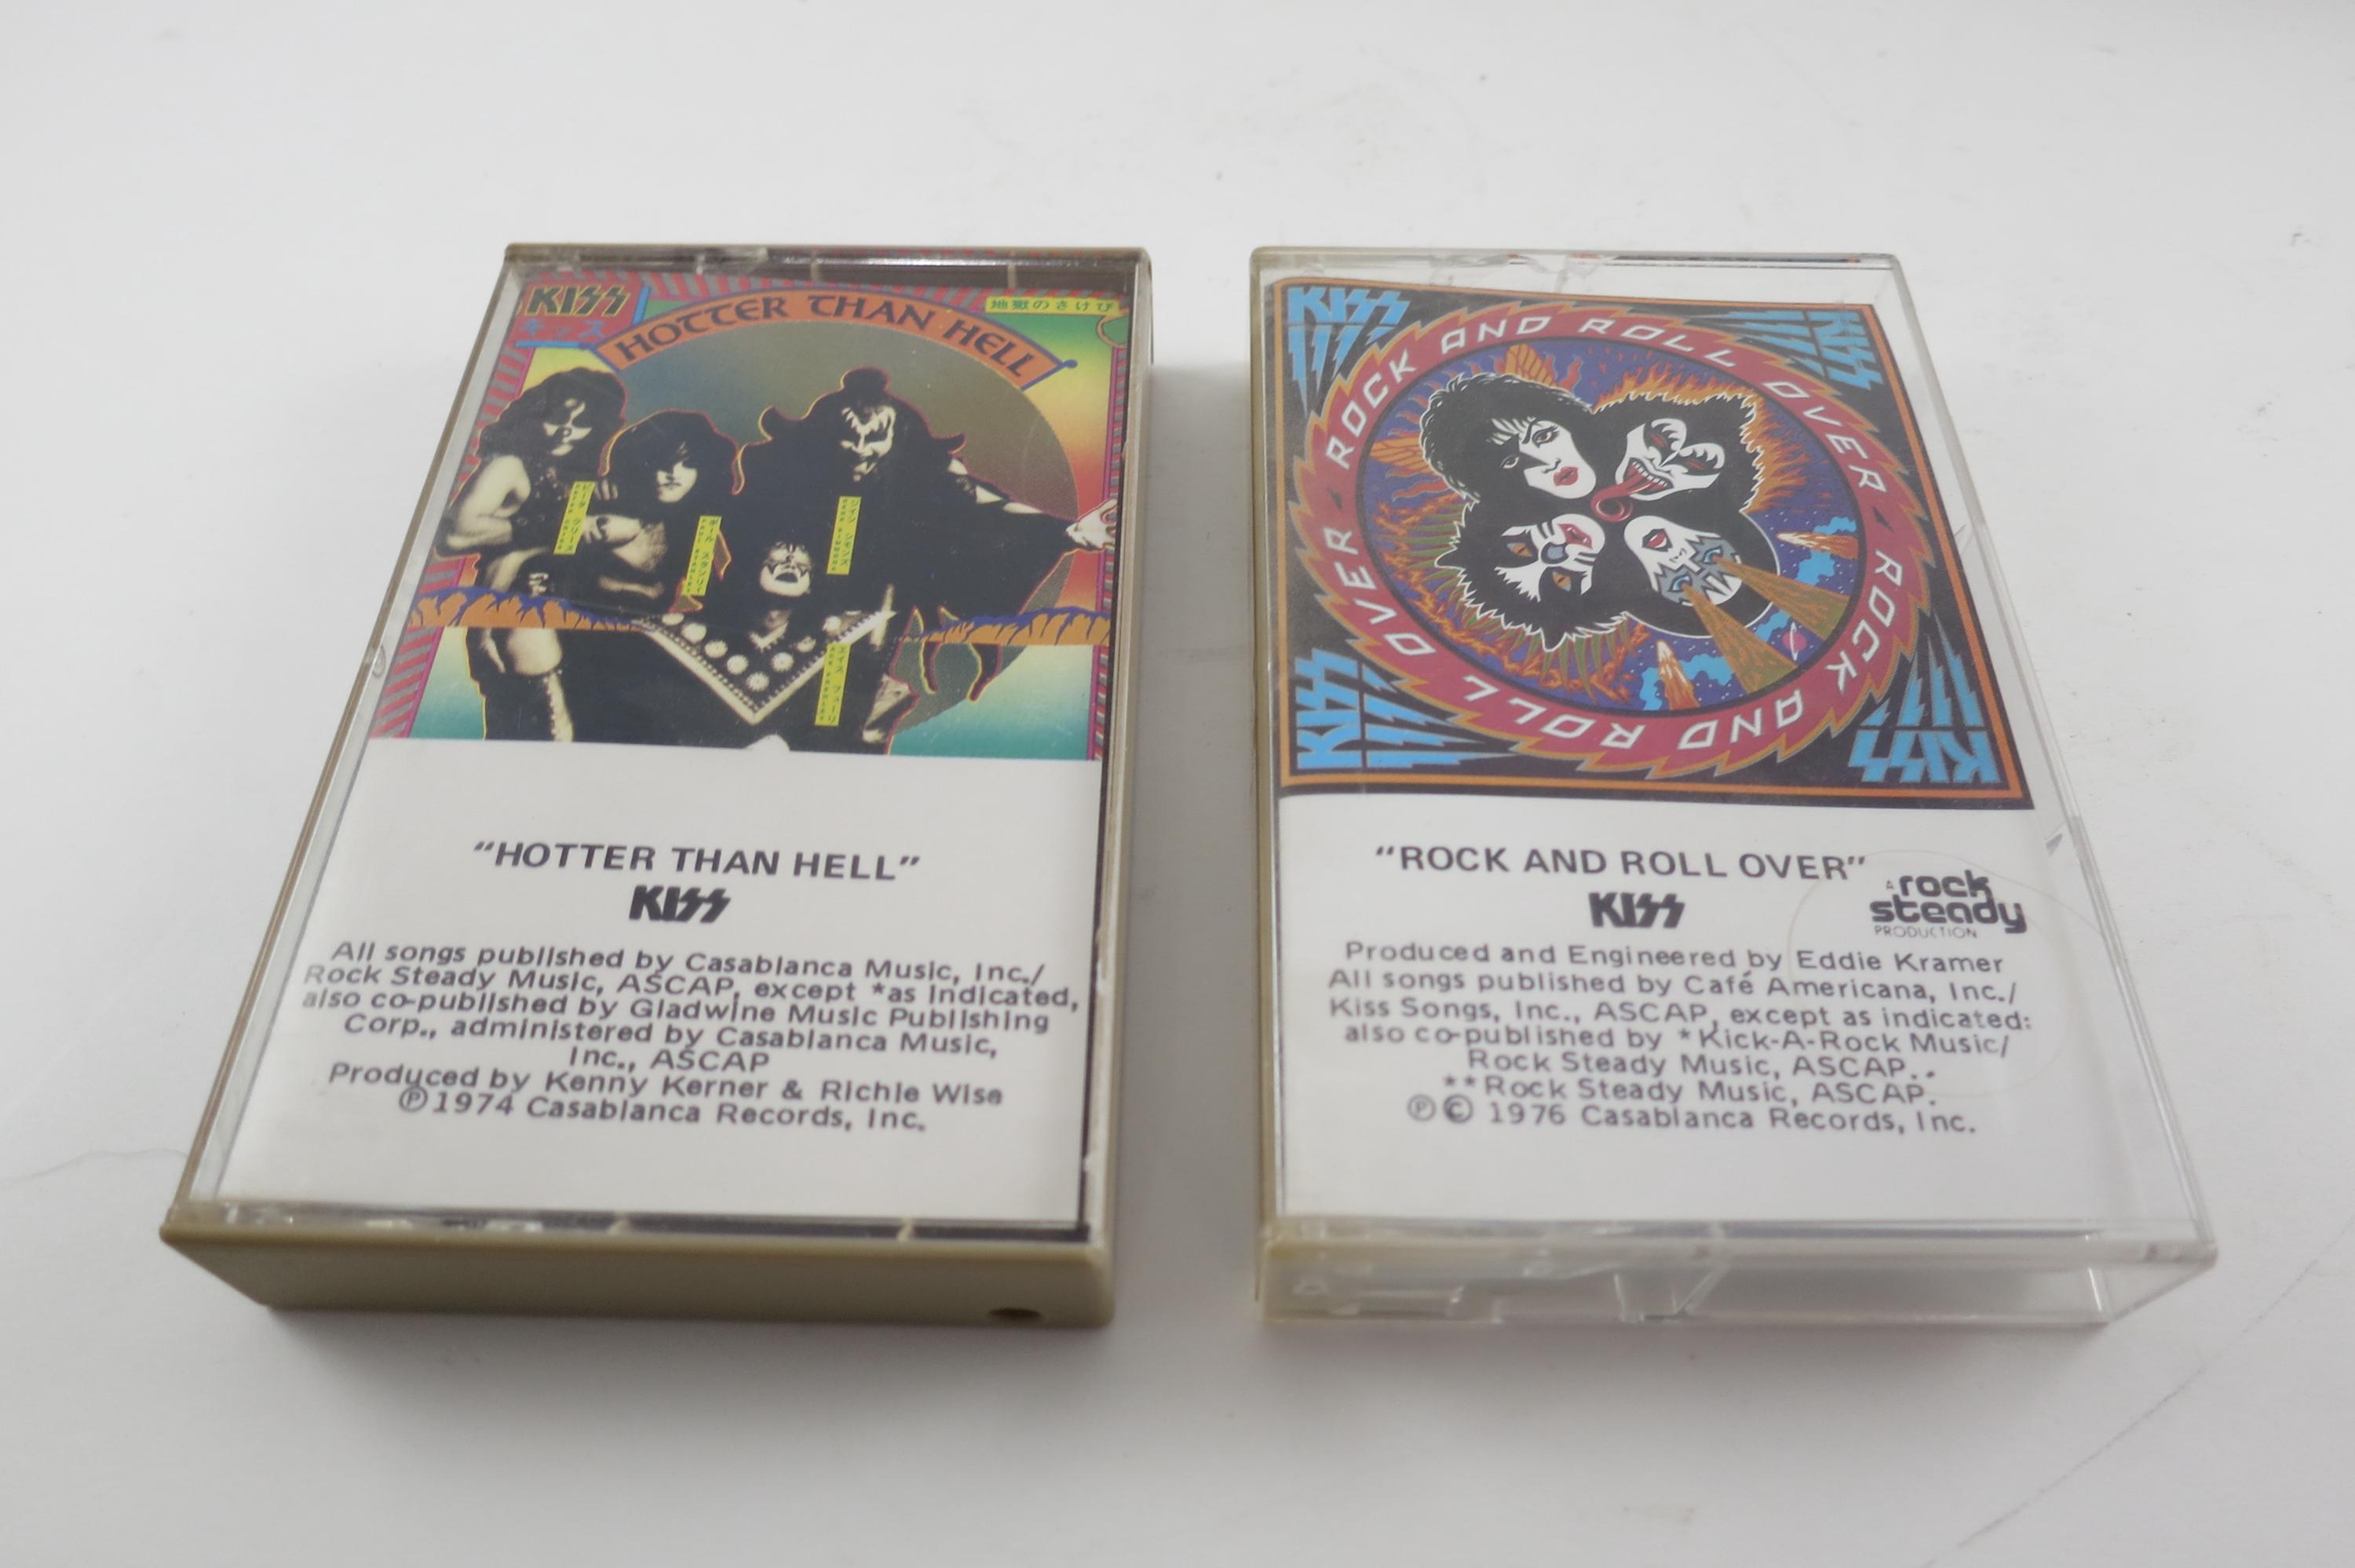 KISS
キッス
HOTTER THAN HELL
地獄のさけび
"HOTTER THAN HELL"
KISS
All songs published by Casablanca Music, Inc./
Rock Steady Music, ASCAP, except *as indicated,
also co-published by Gladwine Music Publishing
Corp., administered by Casablanca Music,
Inc., ASCAP
Produced by Kenny Kerner & Richie Wise
℗1974 Casablanca Records, Inc.
KISS
KISS
ROCK AND ROLL OVER - ROCK AND ROLL OVER -
KISS
KISS
"ROCK AND ROLL OVER"
KISS
A rock
steady
PRODUCTION
Produced and Engineered by Eddie Kramer
All songs published by Café Americana, Inc./
Kiss Songs, Inc., ASCAP, except as indicated:
also co-published by *Kick-A-Rock Music/
Rock Steady Music, ASCAP..
**Rock Steady Music, ASCAP.
℗© 1976 Casablanca Records, Inc.